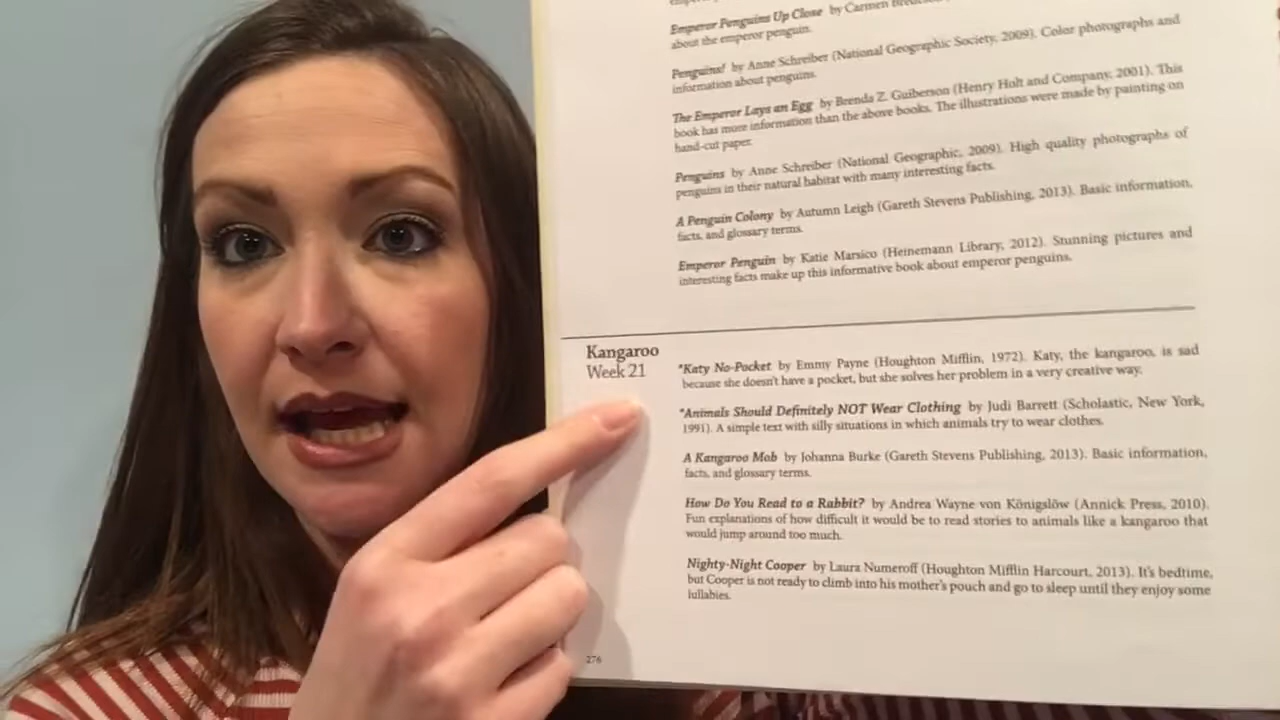 Emperor Penguins Up Close by Carmen
about the emperor penguin.
Penguins! by Anne Schreiber (National Geographic Society, 2009). Color photographs and
information about penguins.
The Emperor Lays an Egg by Brenda Z. Guiberson (Henry Holt and Company, 2001). This
book has more information than the above books. The illustrations were made by painting on
hand-cut paper.
Penguins by Anne Schreiber (National Geographic, 2009). High quality photographs of
penguins in their natural habitat with many interesting facts.
A Penguin Colony by Autumn Leigh (Gareth Stevens Publishing, 2013). Basic information,
facts, and glossary terms.
Emperor Penguin by Katie Marsico (Heinemann Library, 2012). Stunning pictures and
interesting facts make up this informative book about emperor penguins.
Kangaroo
Week 21
*Katy No-Pocket by Emmy Payne (Houghton Mifflin, 1972). Katy, the kangaroo, is sad
because she doesn't have a pocket, but she solves her problem in a very creative way.
*Animals Should Definitely NOT Wear Clothing by Judi Barrett (Scholastic, New York,
1991). A simple text with silly situations in which animals try to wear clothes.
A Kangaroo Mob by Johanna Burke (Gareth Stevens Publishing, 2013). Basic information,
facts, and glossary terms.
How Do You Read to a Rabbit? by Andrea Wayne von Königslöw (Annick Press, 2010).
Fun explanations of how difficult it would be to read stories to animals like a kangaroo that
would jump around too much.
Nighty-Night Cooper by Laura Numeroff (Houghton Mifflin Harcourt, 2013). It's bedtime,
but Cooper is not ready to climb into his mother's pouch and go to sleep until they enjoy some
lullabies.
276